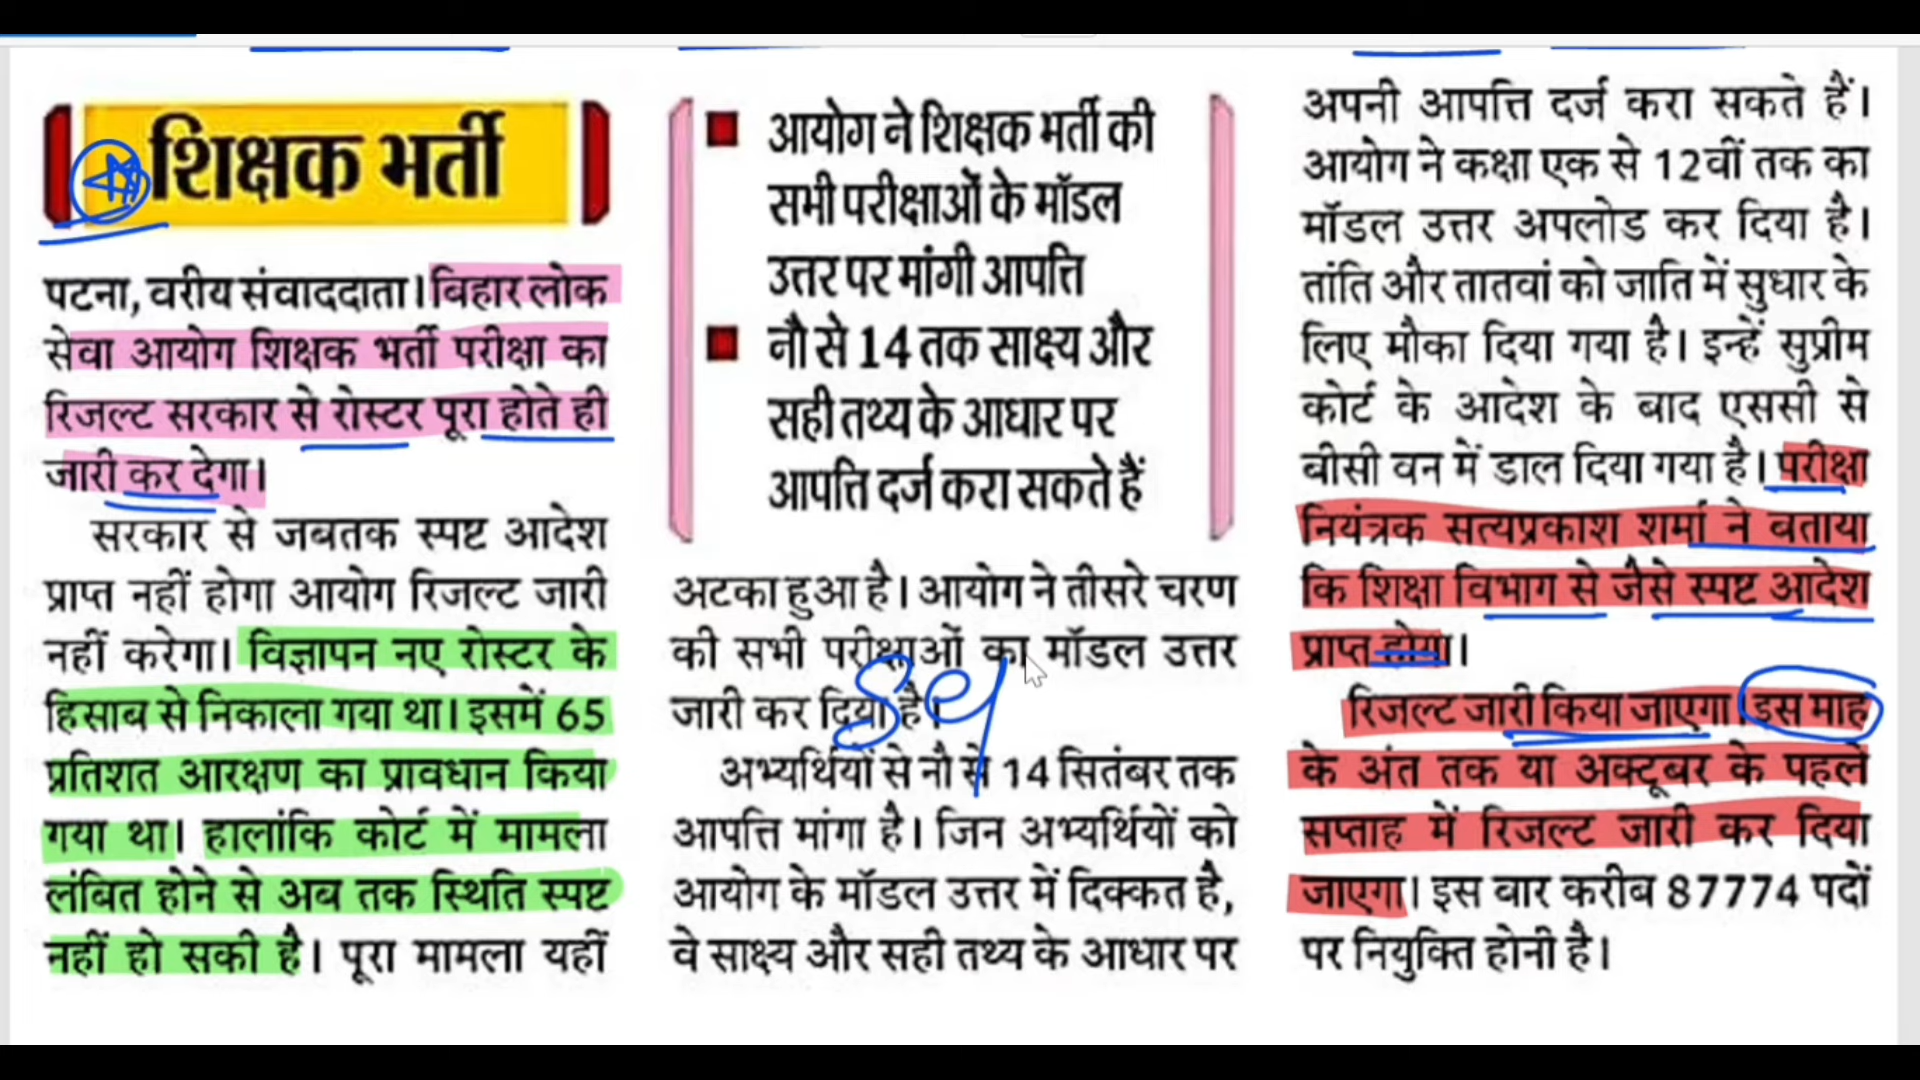 शिक्षक भर्ती
पटना, वरीय संवाददाता। बिहार लोक
सेवा आयोग शिक्षक भर्ती परीक्षा का
रिजल्ट सरकार से रोस्टर पूरा होते ही
जारी कर देगा।
सरकार से जबतक स्पष्ट आदेश
प्राप्त नहीं होगा आयोग रिजल्ट जारी
नहीं करेगा। विज्ञापन नए रोस्टर के
हिसाब से निकाला गया था। इसमें 65
प्रतिशत आरक्षण का प्रावधान किया
गया था। हालांकि कोर्ट में मामला
लंबित होने से अब तक स्थिति स्पष्ट
नहीं हो सकी है। पूरा मामला यहीं
आयोग ने शिक्षक भर्ती की
सभी परीक्षाओं के मॉडल
उत्तर पर मांगी आपत्ति
नौ से 14 तक साक्ष्य और
सही तथ्य के आधार पर
आपत्ति दर्ज करा सकते हैं
अटका हुआ है। आयोग ने तीसरे चरण
की सभी परीक्षाओं का मॉडल उत्तर
जारी कर दिया है।
अभ्यर्थियों से नौ से 14 सितंबर तक
आपत्ति मांगा है। जिन अभ्यर्थियों को
आयोग के मॉडल उत्तर में दिक्कत है,
वे साक्ष्य और सही तथ्य के आधार पर
अपनी आपत्ति दर्ज करा सकते हैं।
आयोग ने कक्षा एक से 12वीं तक का
मॉडल उत्तर अपलोड कर दिया है।
तांति और तातवां को जाति में सुधार के
लिए मौका दिया गया है। इन्हें सुप्रीम
कोर्ट के आदेश के बाद एससी से
बीसी वन में डाल दिया गया है। परीक्षा
नियंत्रक सत्यप्रकाश शर्मा ने बताया
कि शिक्षा विभाग से जैसे स्पष्ट आदेश
प्राप्त होगा।
रिजल्ट जारी किया जाएगा इस माह
के अंत तक या अक्टूबर के पहले
सप्ताह में रिजल्ट जारी कर दिया
जाएगा। इस बार करीब 87774 पदों
पर नियुक्ति होनी है।